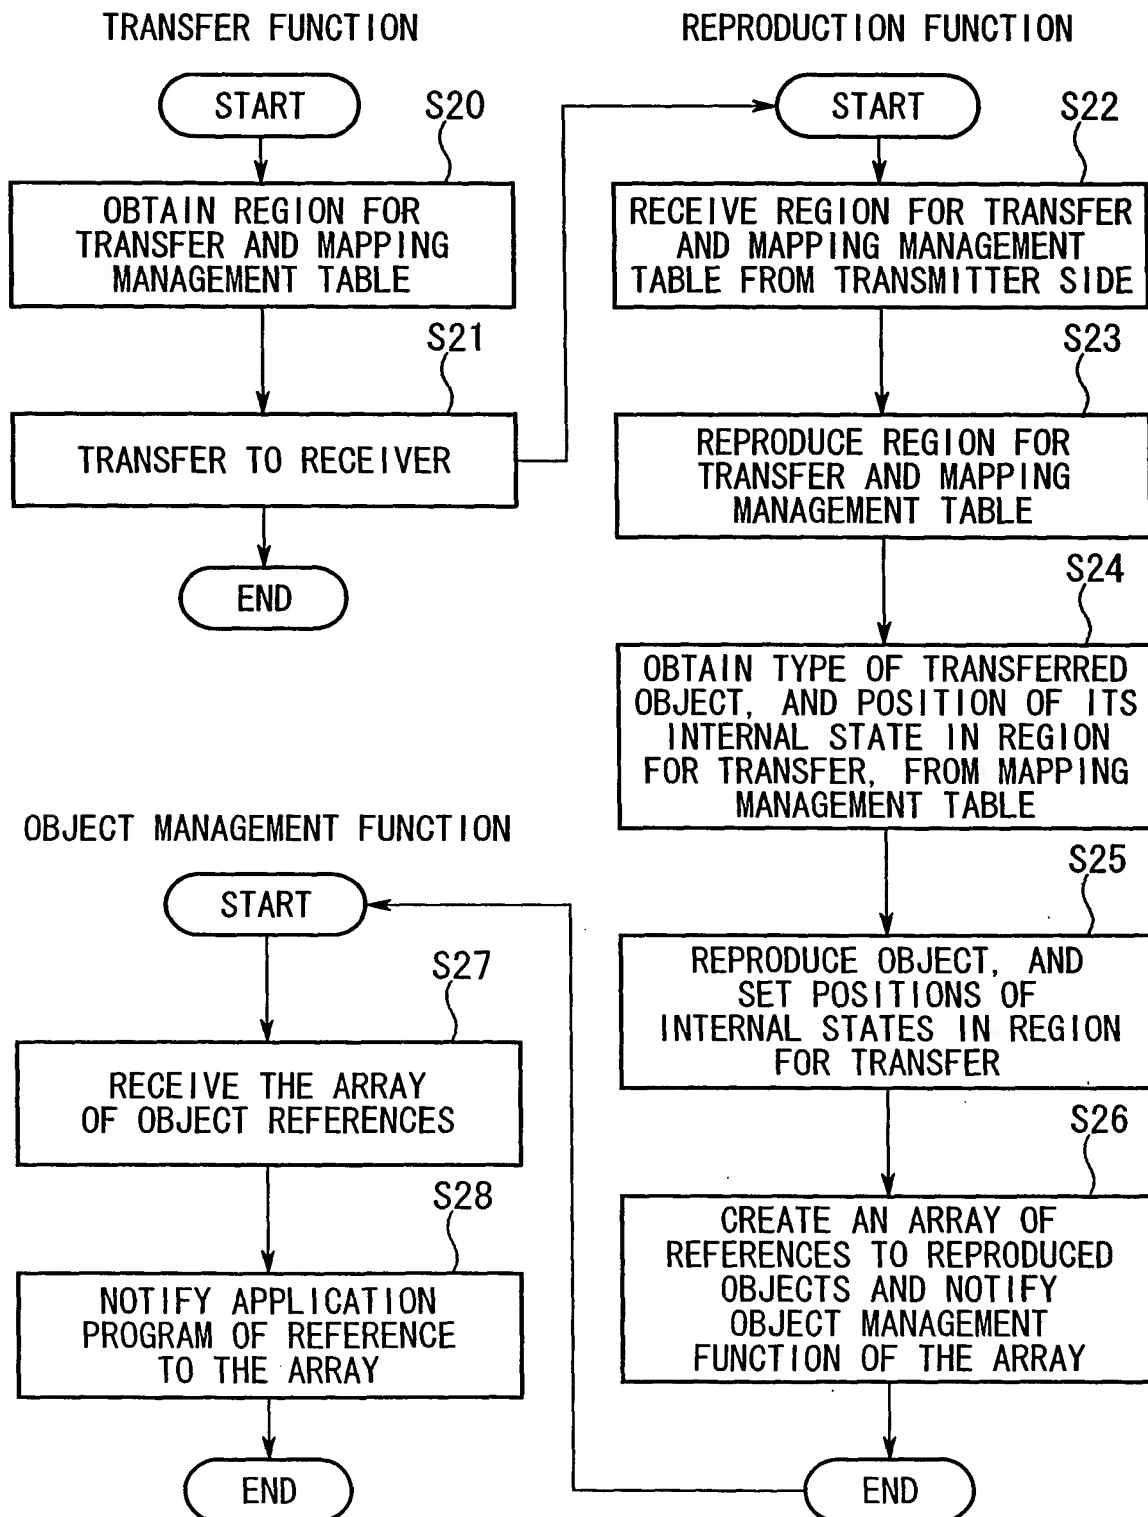 TRANSFER FUNCTION
START
S20
OBTAIN REGION FOR
TRANSFER AND MAPPING
MANAGEMENT TABLE
S21
TRANSFER TO RECEIVER
END
REPRODUCTION FUNCTION
START
S22
RECEIVE REGION FOR TRANSFER
AND MAPPING MANAGEMENT
TABLE FROM TRANSMITTER SIDE
S23
REPRODUCE REGION FOR
TRANSFER AND MAPPING
MANAGEMENT TABLE
S24
OBTAIN TYPE OF TRANSFERRED
OBJECT, AND POSITION OF ITS
INTERNAL STATE IN REGION
FOR TRANSFER, FROM MAPPING
MANAGEMENT TABLE
S25
REPRODUCE OBJECT, AND
SET POSITIONS OF
INTERNAL STATES IN REGION
FOR TRANSFER
S26
CREATE AN ARRAY OF
REFERENCES TO REPRODUCED
OBJECTS AND NOTIFY
OBJECT MANAGEMENT
FUNCTION OF THE ARRAY
END
OBJECT MANAGEMENT FUNCTION
START
S27
RECEIVE THE ARRAY
OF OBJECT REFERENCES
S28
NOTIFY APPLICATION
PROGRAM OF REFERENCE
TO THE ARRAY
END